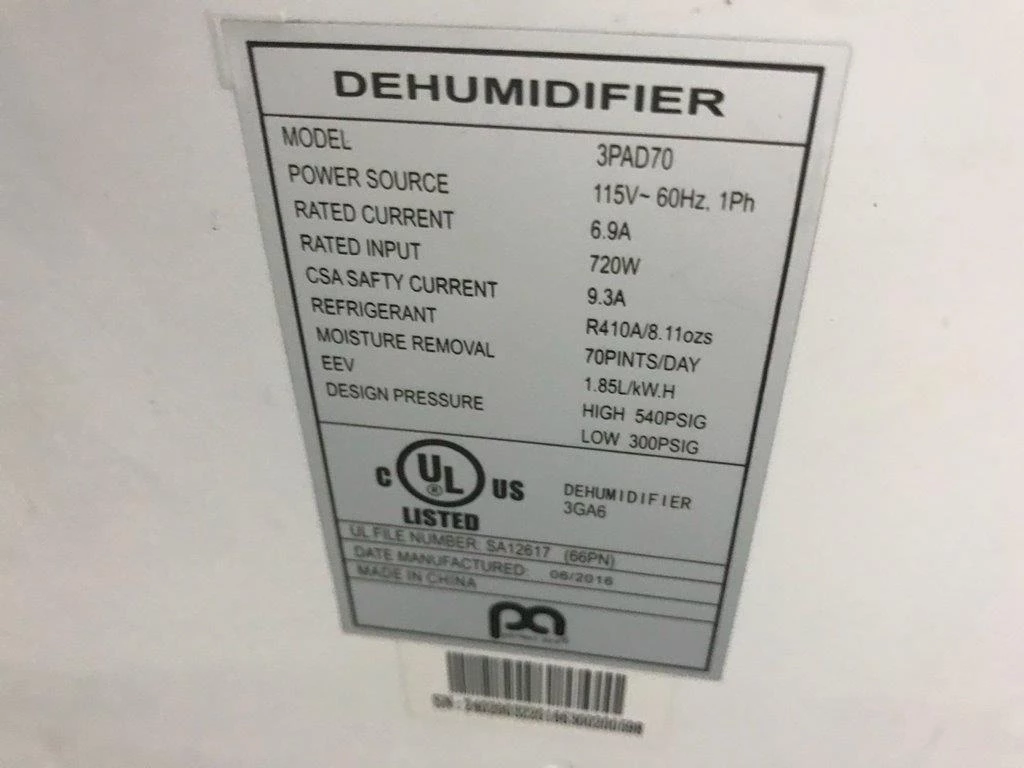 DEHUMIDIFIER
MODEL 3PAD70
POWER SOURCE 115V~ 60Hz, 1Ph
RATED CURRENT 6.9A
RATED INPUT 720W
CSA SAFTY CURRENT 9.3A
REFRIGERANT R410A/8.11ozs
MOISTURE REMOVAL 70PINTS/DAY
EEV 1.85L/kW.H
DESIGN PRESSURE HIGH 540PSIG
LOW 300PSIG
C UL ® US
LISTED
DEHUMIDIFIER
3GA6
UL FILE NUMBER: SA12617 (66PN)
DATE MANUFACTURED: 06/2016
MADE IN CHINA
pa
S/N: